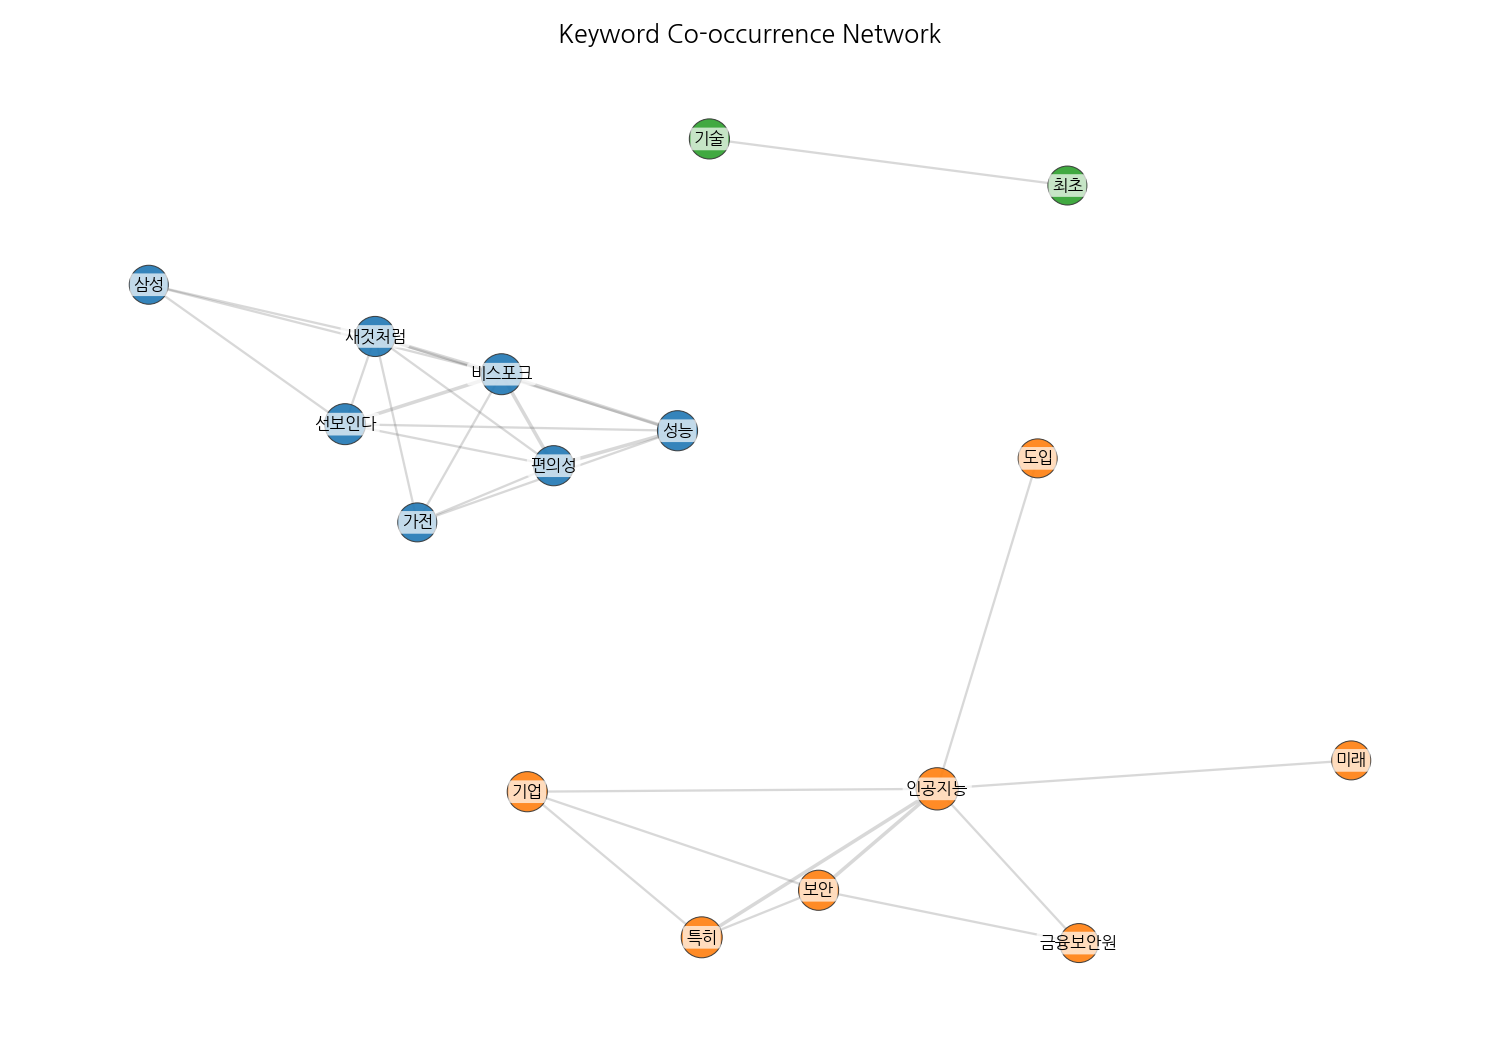 Keyword Co-occurrence Network
기술
최초
삼성
새것처럼
비스포크
선보인다
성능
편의성
도입
가전
미래
인공지능
기업
보안
특히
금융보안원